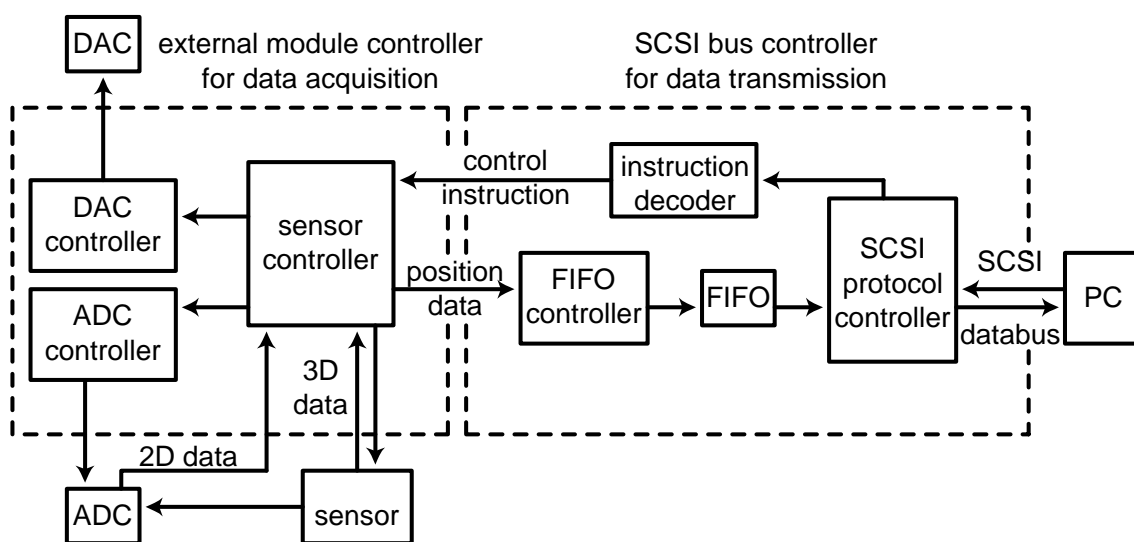 DAC
external module controller
for data acquisition
SCSI bus controller
for data transmission
DAC
controller
ADC
controller
sensor
controller
control
instruction
instruction
decoder
position
data
FIFO
controller
FIFO
SCSI
protocol
controller
SCSI
databus
PC
3D
data
2D data
ADC
sensor